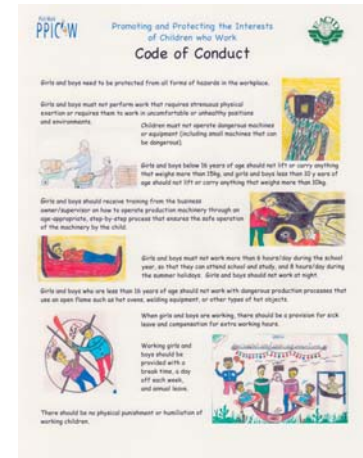 PPIC W
Promoting and Protecting the Interests
of Children who Work
Code of Conduct
Girls and boys need to be protected from all forms of hazards in the workplace.
Girls and boys must not perform work that requires strenuous physical
exertion or requires them to work in uncomfortable or unhealthy positions
and environments.
Children must not operate dangerous machines
or equipment (including small machines that can
be dangerous).
Girls and boys below 16 years of age should not lift or carry anything
that weighs more than 15kg, and girls and boys less than 10 years of
age should not lift or carry anything that weighs more than 10kg.
Girls and boys should receive training from the business
owner/supervisor on how to operate production machinery through an
age-appropriate, step-by-step process that ensures the safe operation
of the machinery by the child.
Girls and boys must not work more than 6 hours/day during the school
year, so that they can attend school and study, and 8 hours/day during
the summer holidays. Girls and boys should not work at night.
Girls and boys who are less than 16 years of age should not work with dangerous production processes that
use an open flame such as hot ovens, welding equipment, or other types of hot objects.
When girls and boys are working, there should be a provision for sick
leave and compensation for extra working hours.
Working girls and
boys should be
provided with a
break time, a day
off each week,
and annual leave.
There should be no physical punishment or humiliation of
working children.